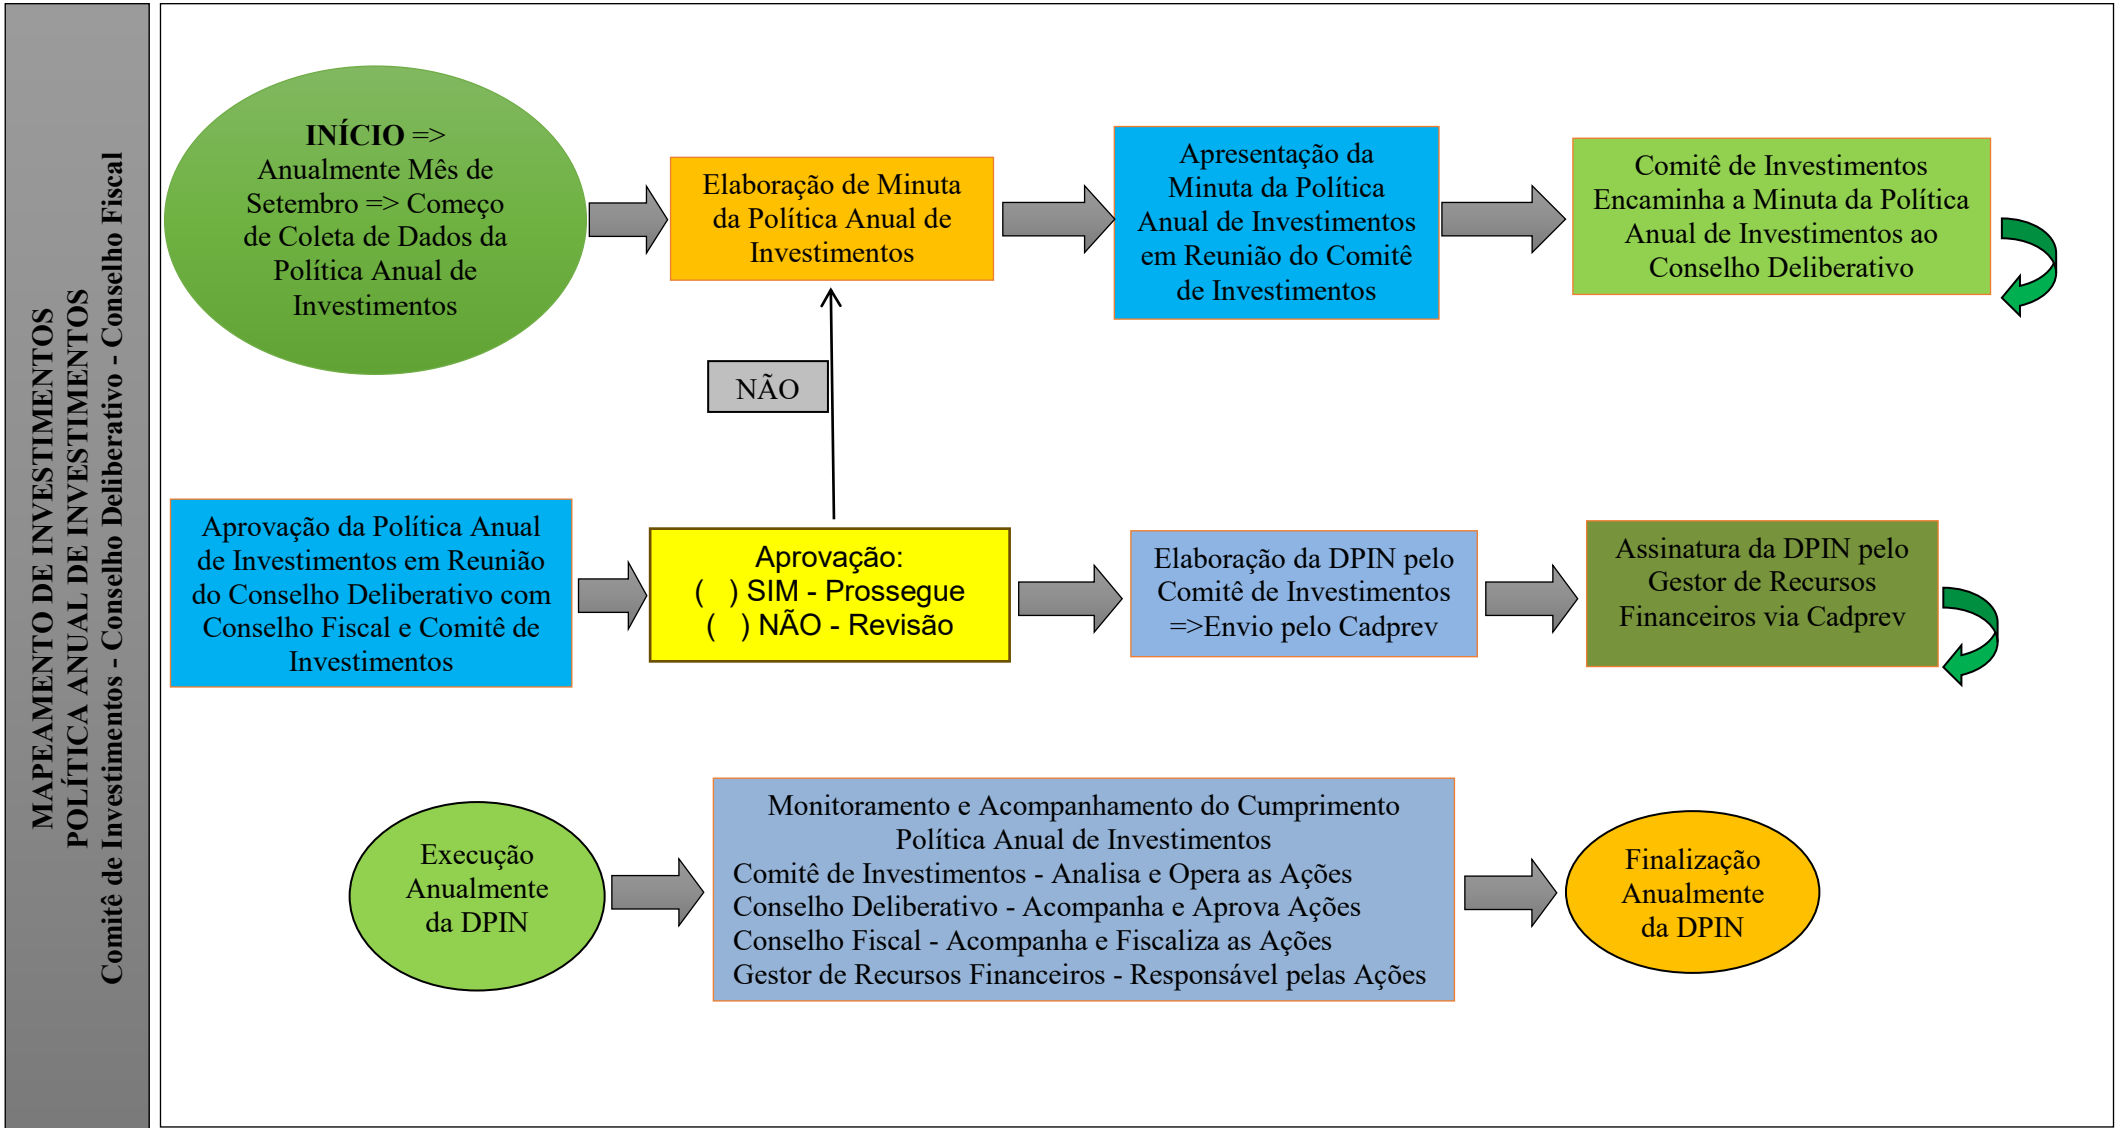 MAPEAMENTO DE INVESTIMENTOS
POLÍTICA ANUAL DE INVESTIMENTOS
Comitê de Investimentos - Conselho Deliberativo - Conselho Fiscal
INÍCIO =>
Anualmente Mês de
Setembro => Começo
de Coleta de Dados da
Política Anual de
Investimentos
Elaboração de Minuta
da Política Anual de
Investimentos
Apresentação da
Minuta da Política
Anual de Investimentos
em Reunião do Comitê
de Investimentos
Comitê de Investimentos
Encaminha a Minuta da Política
Anual de Investimentos ao
Conselho Deliberativo
NÃO
Aprovação da Política Anual
de Investimentos em Reunião
do Conselho Deliberativo com
Conselho Fiscal e Comitê de
Investimentos
Aprovação:
(   ) SIM - Prossegue
(   ) NÃO - Revisão
Elaboração da DPIN pelo
Comitê de Investimentos
=>Envio pelo Cadprev
Assinatura da DPIN pelo
Gestor de Recursos
Financeiros via Cadprev
Execução
Anualmente
da DPIN
Monitoramento e Acompanhamento do Cumprimento
Política Anual de Investimentos
Comitê de Investimentos - Analisa e Opera as Ações
Conselho Deliberativo - Acompanha e Aprova Ações
Conselho Fiscal - Acompanha e Fiscaliza as Ações
Gestor de Recursos Financeiros - Responsável pelas Ações
Finalização
Anualmente
da DPIN